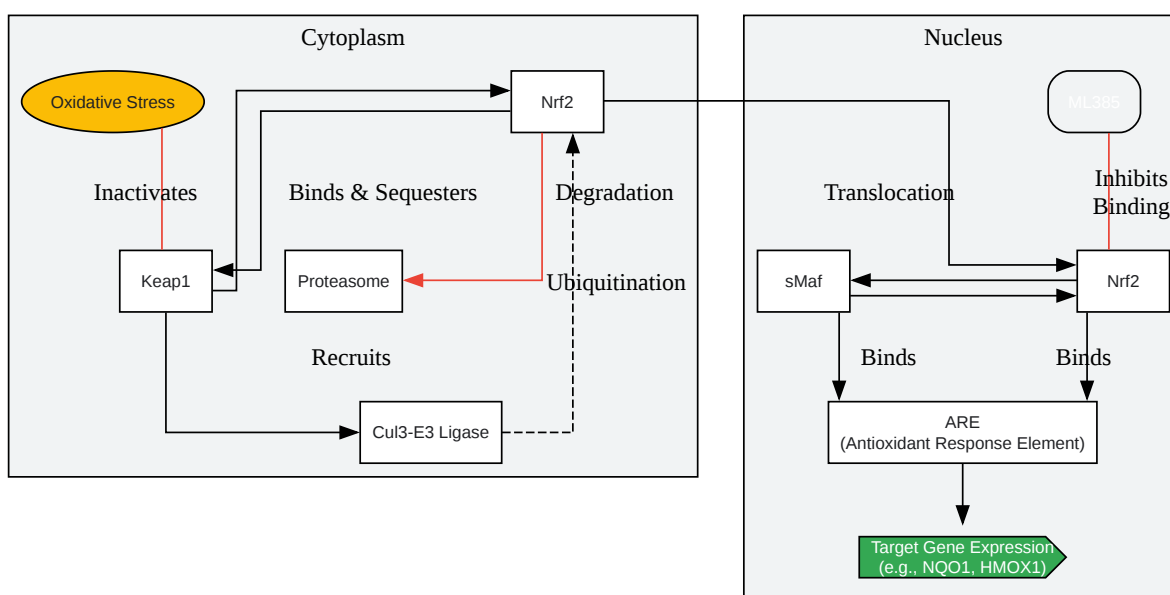 Cytoplasm
Nucleus
Oxidative Stress
Nrf2
ML385
Inactivates
Binds & Sequesters
Degradation
Translocation
Inhibits
Binding
Keap1
Proteasome
Ubiquitination
sMaf
Nrf2
Recruits
Binds
Binds
Cul3-E3 Ligase
ARE
(Antioxidant Response Element)
Target Gene Expression
(e.g., NQO1, HMOX1)